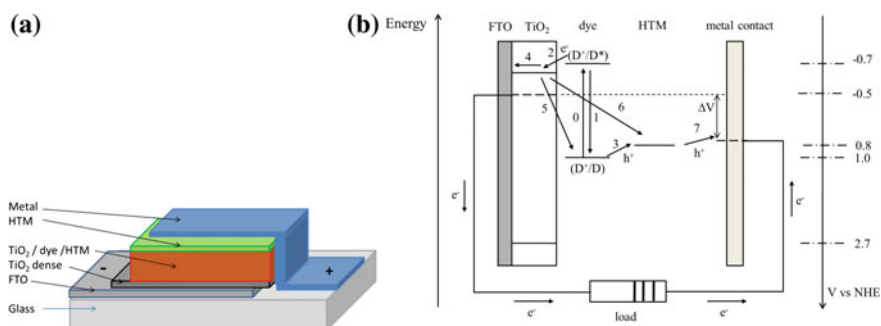 (a)
Metal
HTM
TiO₂ / dye /HTM
TiO₂ dense
FTO
Glass
-
+
(b)
Energy
FTO TiO₂ dye HTM metal contact
4 2 e⁻ (D⁺/D*)
-0.7
-0.5
ΔV
5 0 1 6
7
3
h⁺ h⁺
0.8
1.0
(D⁺/D)
e⁻ e⁻
2.7
V vs NHE
e⁻ load e⁻